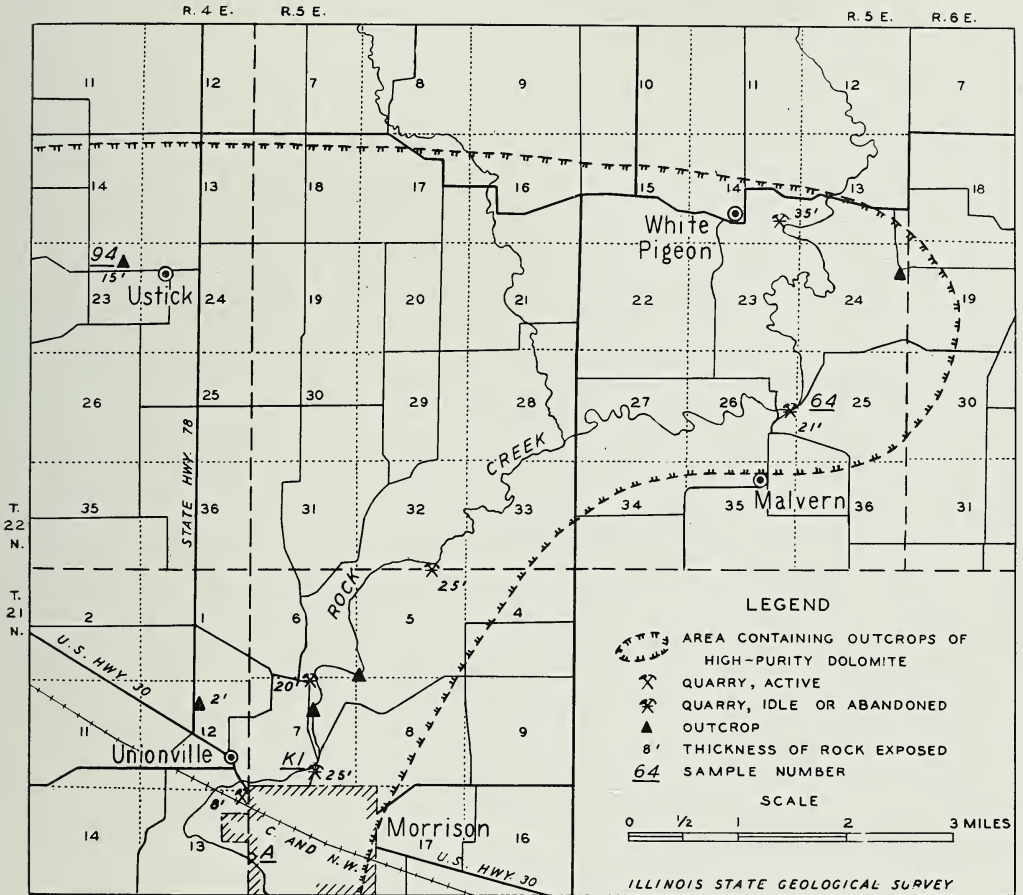 R. 4 E. R. 5 E. R. 5 E. R. 6 E.
11 12 7 8 9 10 11 12 7
14 13 18 17 16 15 14 13 18
White Pigeon
35'
94
15'
Ustick
23 24 19 20 21 22 23 24 19
26 25 30 29 28 27 26 64 25 30
21'
STATE HWY. 78
CREEK
35 36 31 32 33 34 35 36 31
Malvern
T. 22 N.
ROCK
25'
T. 21 N.
2 1 6 5 4
U.S. HWY. 30
20'
2'
11 12 7 8 9
Unionville
K1
25'
8'
14 13 17 16
C. AND N.W.
Morrison
A
U.S. HWY. 30
LEGEND
AREA CONTAINING OUTCROPS OF
HIGH-PURITY DOLOMITE
QUARRY, ACTIVE
QUARRY, IDLE OR ABANDONED
OUTCROP
8' THICKNESS OF ROCK EXPOSED
64 SAMPLE NUMBER
SCALE
0 1/2 1 2 3 MILES
ILLINOIS STATE GEOLOGICAL SURVEY